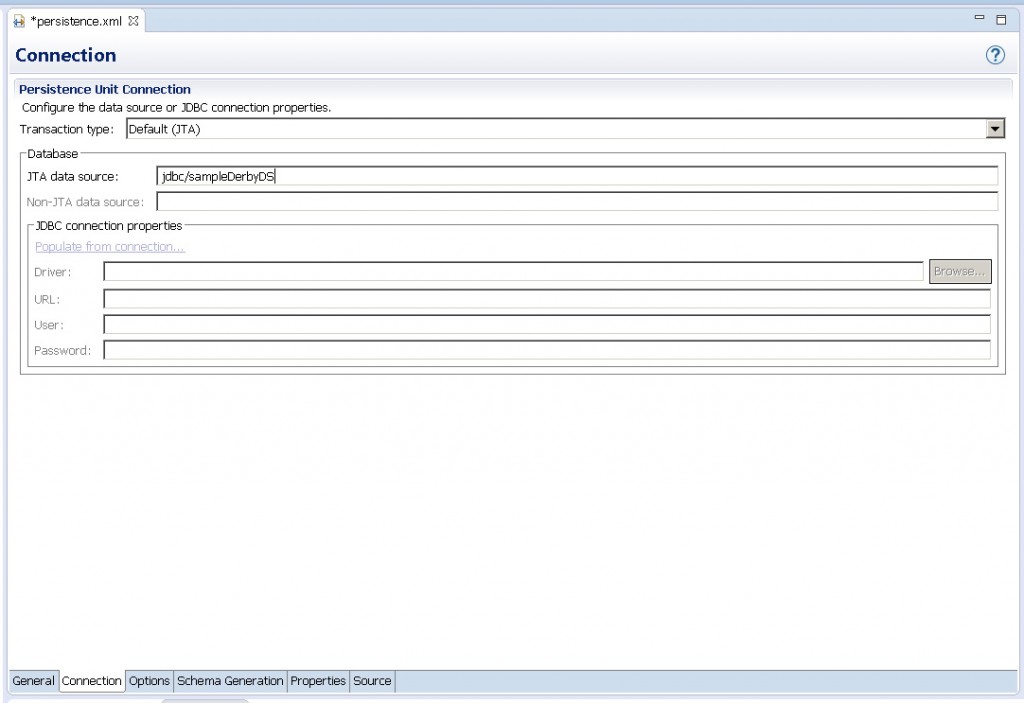 *persistence.xml
Connection
?
Persistence Unit Connection
Configure the data source or JDBC connection properties.
Transaction type: Default (JTA)
Database
JTA data source: jdbc/sampleDerbyDS
Non-JTA data source:
JDBC connection properties
Populate from connection...
Driver: Browse...
URL:
User:
Password:
General Connection Options Schema Generation Properties Source